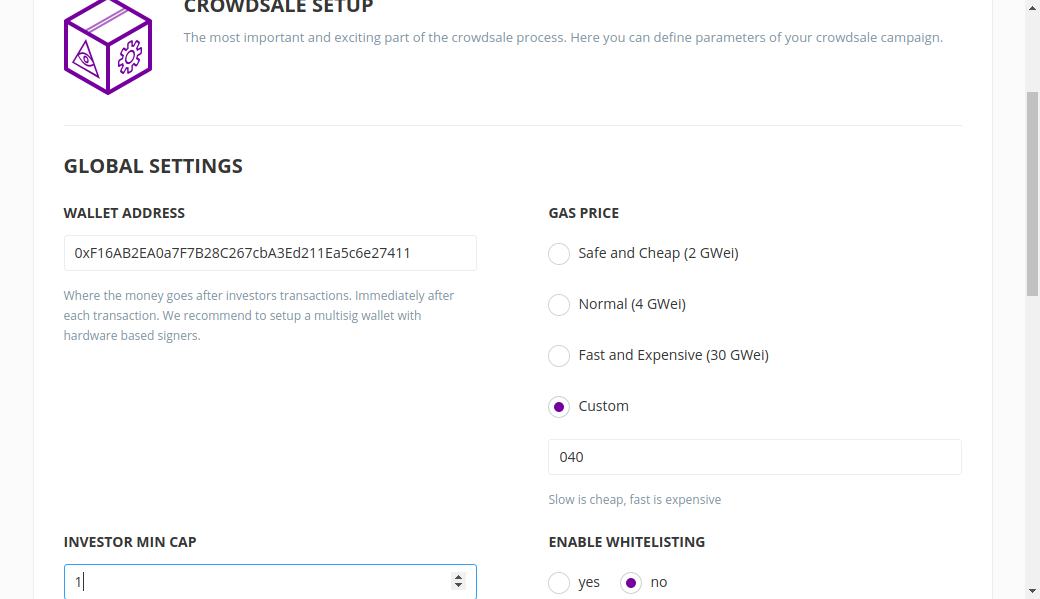 CROWDSALE SETUP
The most important and exciting part of the crowdsale process. Here you can define parameters of your crowdsale campaign.
GLOBAL SETTINGS
WALLET ADDRESS
0xF16AB2EA0a7F7B28C267cbA3Ed211Ea5c6e27411
Where the money goes after investors transactions. Immediately after
each transaction. We recommend to setup a multisig wallet with
hardware based signers.
GAS PRICE
Safe and Cheap (2 GWei)
Normal (4 GWei)
Fast and Expensive (30 GWei)
Custom
040
Slow is cheap, fast is expensive
INVESTOR MIN CAP
1
ENABLE WHITELISTING
yes no